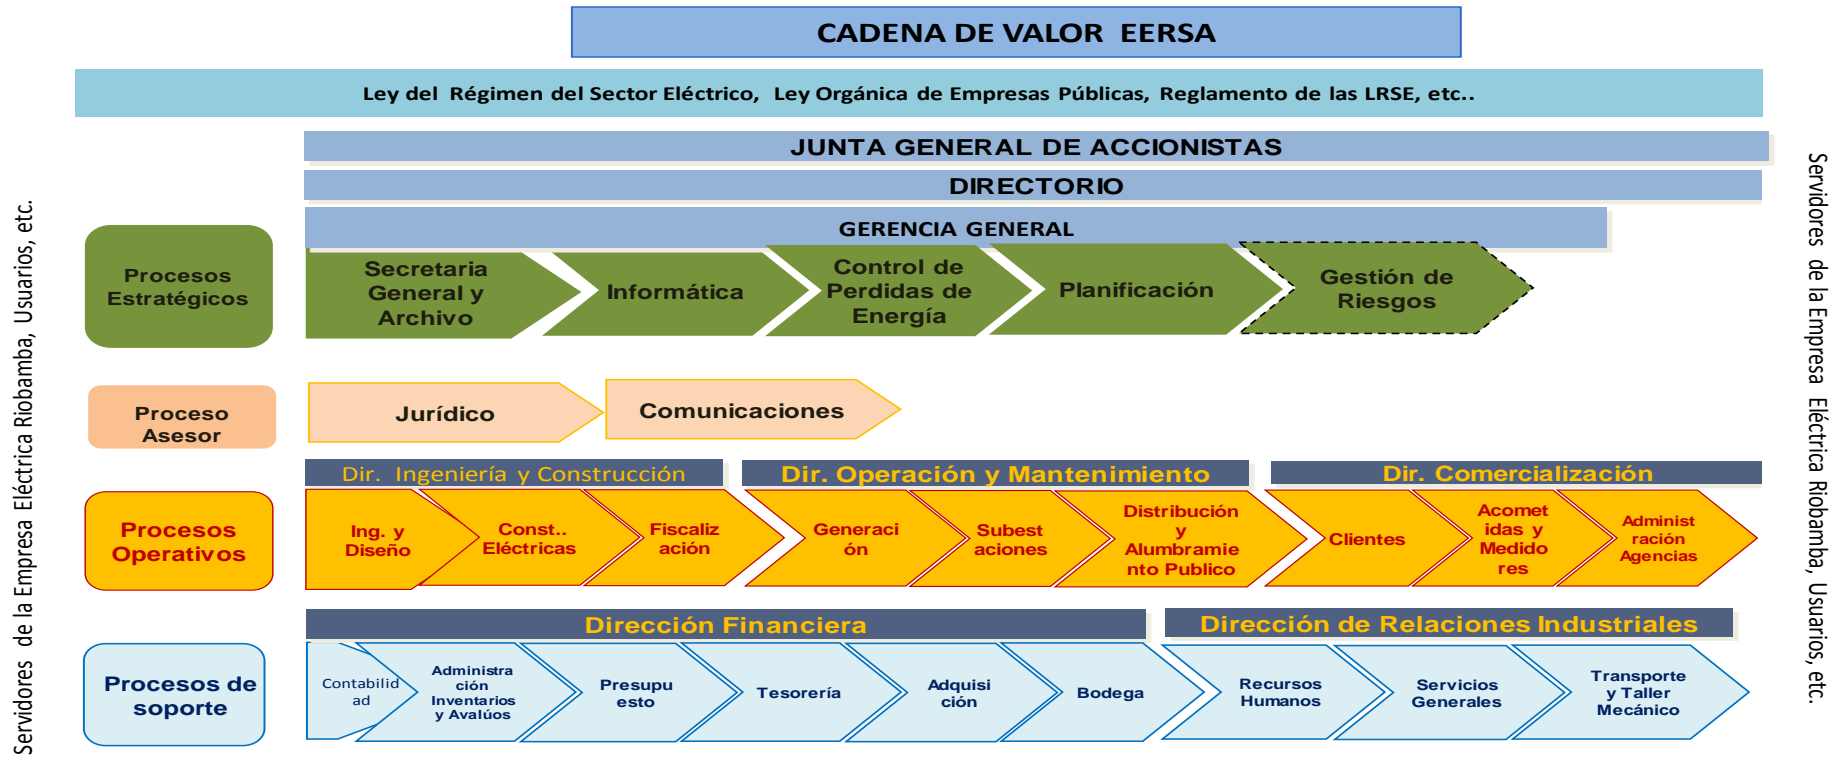 CADENA DE VALOR EERSA
Ley del Régimen del Sector Eléctrico, Ley Orgánica de Empresas Públicas, Reglamento de las LRSE, etc..
JUNTA GENERAL DE ACCIONISTAS
DIRECTORIO
GERENCIA GENERAL
Servidores de la Empresa Eléctrica Riobamba, Usuarios, etc.
Procesos
Estratégicos
Secretaria
General y
Archivo
Informática
Control de
Perdidas de
Energía
Planificación
Gestión de
Riesgos
Proceso
Asesor
Jurídico
Comunicaciones
Dir. Ingeniería y Construcción
Dir. Operación y Mantenimiento
Dir. Comercialización
Procesos
Operativos
Ing. y
Diseño
Const..
Eléctricas
Fiscaliz
ación
Generaci
ón
Subest
aciones
Distribución
y
Alumbramie
nto Publico
Clientes
Acomet
idas y
Medido
res
Administ
ración
Agencias
Dirección Financiera
Dirección de Relaciones Industriales
Procesos de
soporte
Contabilid
ad
Administra
ción
Inventarios
y Avalúos
Presupu
esto
Tesorería
Adquisi
ción
Bodega
Recursos
Humanos
Servicios
Generales
Transporte
y Taller
Mecánico
Servidores de la Empresa Eléctrica Riobamba, Usuarios, etc.